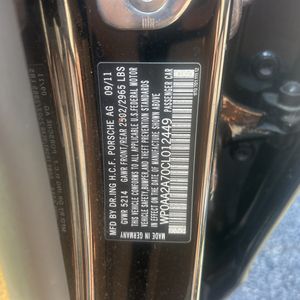 MFD BY DR.ING H.C.F. PORSCHE AG 09/11
GVWR 5214 GAWR FRONT/REAR 2502/2965 LBS
THIS VEHICLE CONFORMS TO ALL APPLICABLE U.S. FEDERAL MOTOR
VEHICLE SAFETY, BUMPER AND THEFT PREVENTION STANDARDS
IN EFFECT ON THE DATE OF MANUFACTURE SHOWN ABOVE
WP0AA2A70CL012449 PASSENGER CAR
MADE IN GERMANY